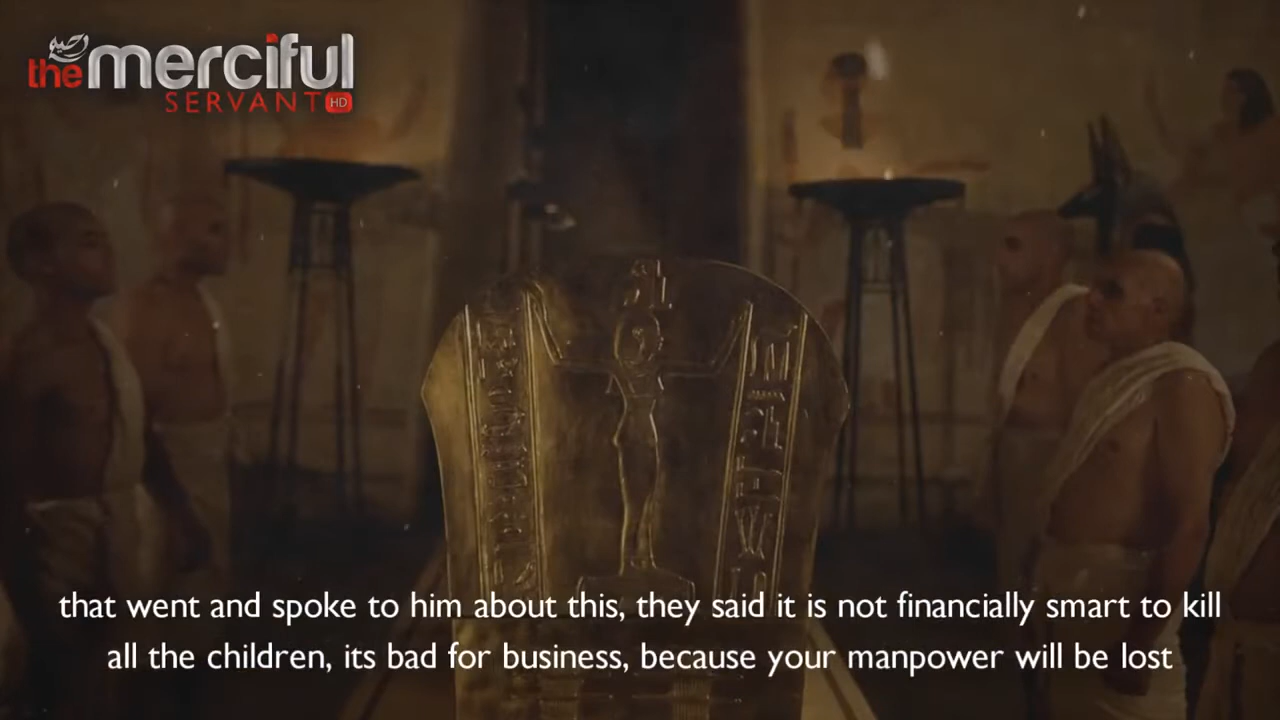 the merciful
SERVANT HD
that went and spoke to him about this, they said it is not financially smart to kill
all the children, its bad for business, because your manpower will be lost